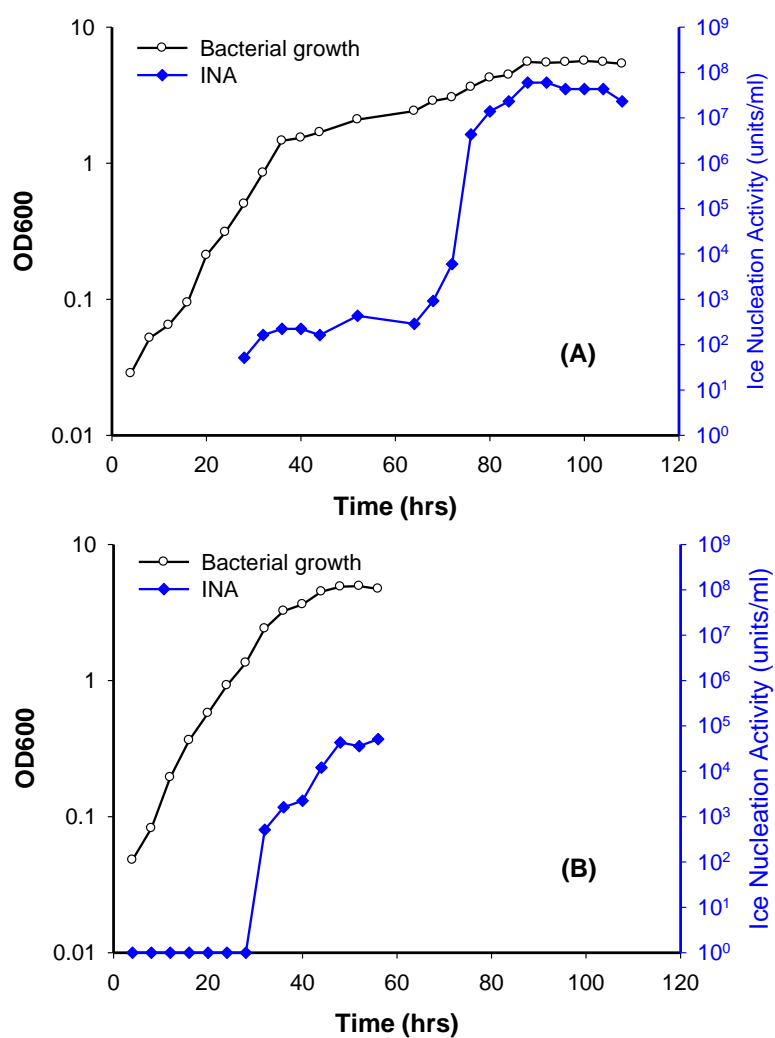 10
1
0.1
0.01
OD600
Bacterial growth
INA
10⁹
10⁸
10⁷
10⁶
10⁵
10⁴
10³
10²
10¹
10⁰
Ice Nucleation Activity (units/ml)
(A)
0 20 40 60 80 100 120
Time (hrs)
10
1
0.1
0.01
OD600
Bacterial growth
INA
10⁹
10⁸
10⁷
10⁶
10⁵
10⁴
10³
10²
10¹
10⁰
Ice Nucleation Activity (units/ml)
(B)
0 20 40 60 80 100 120
Time (hrs)